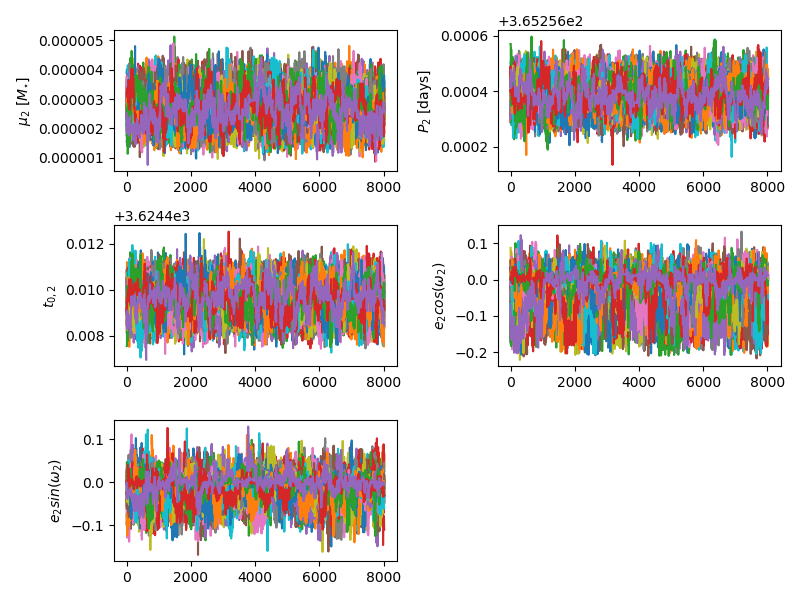 +3.65256e2
0.000005
0.000004
0.000003
0.000002
0.000001
μ₂ [M⋆]
0 2000 4000 6000 8000
0.0006
0.0004
0.0002
P₂ [days]
0 2000 4000 6000 8000
+3.6244e3
0.012
0.010
0.008
t₀,₂
0 2000 4000 6000 8000
0.1
0.0
−0.1
−0.2
e₂cos(ω₂)
0 2000 4000 6000 8000
0.1
0.0
−0.1
e₂sin(ω₂)
0 2000 4000 6000 8000